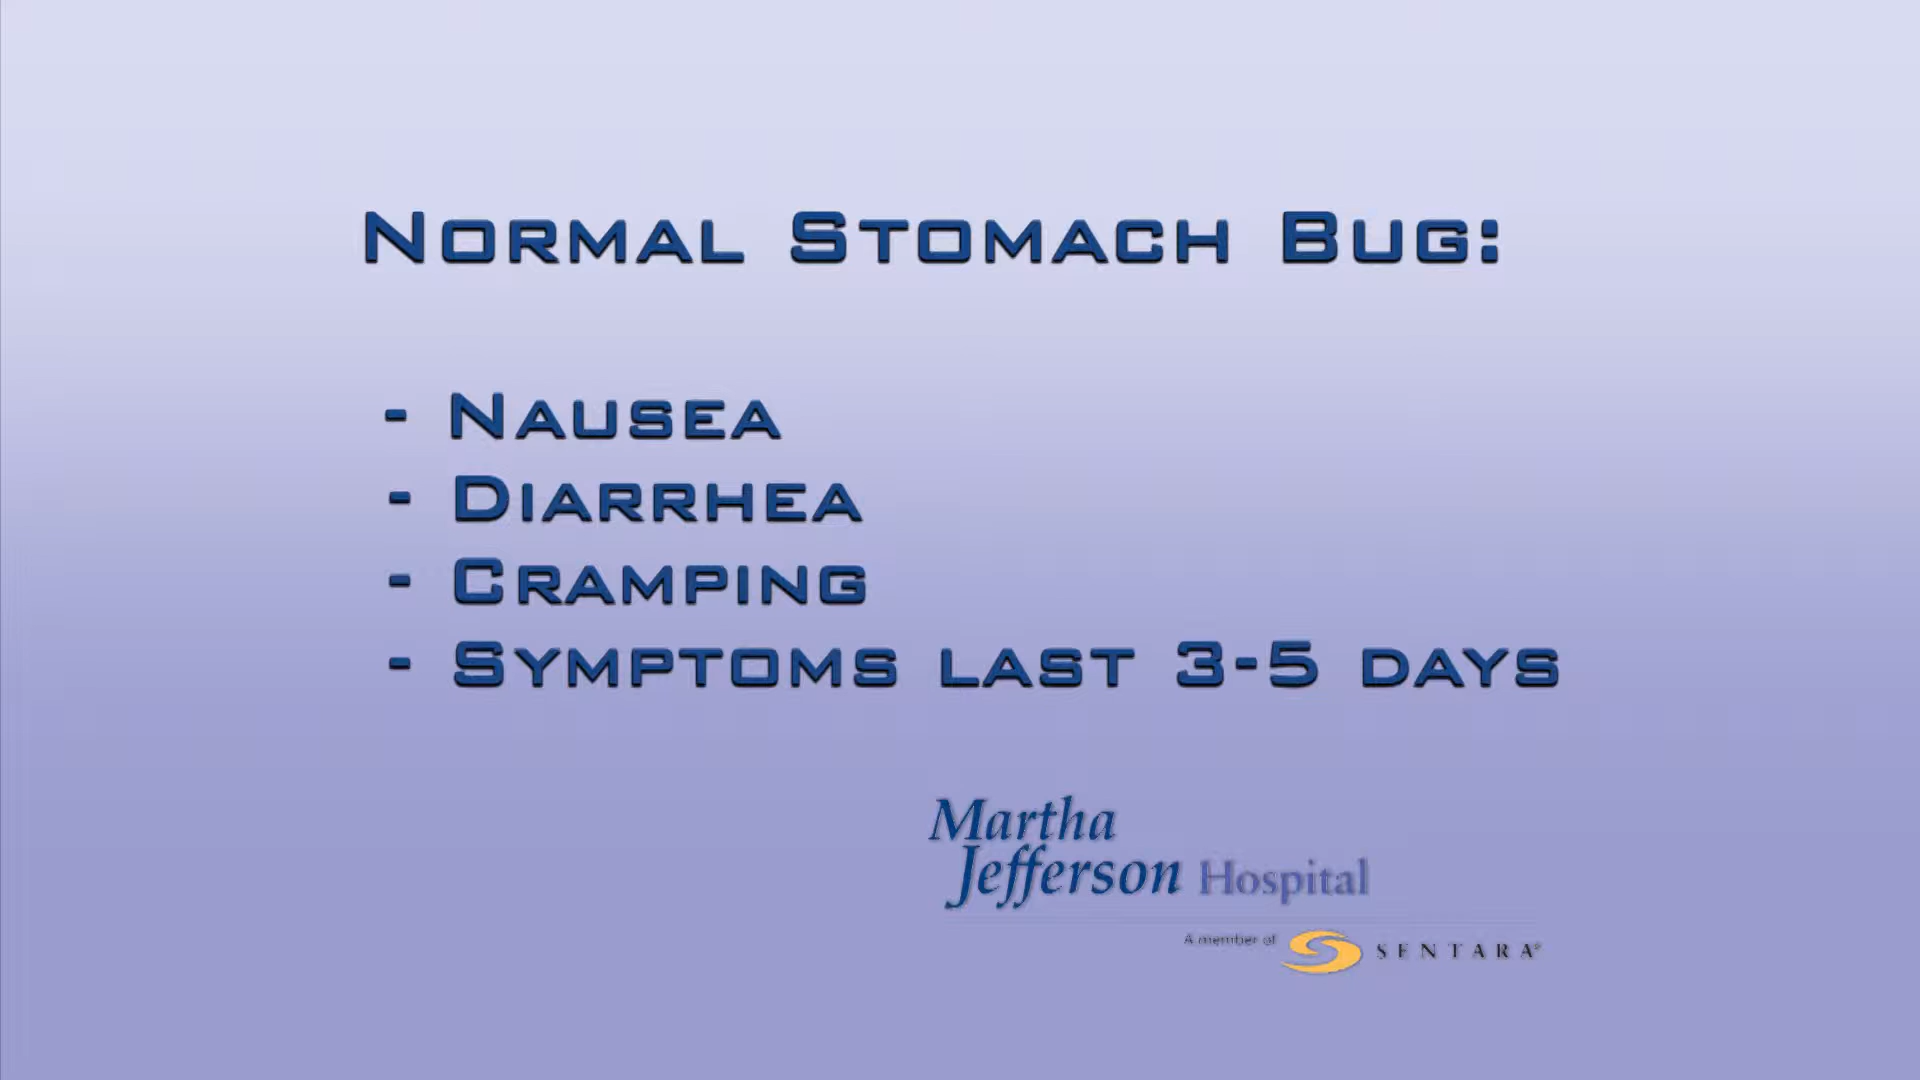 Normal Stomach Bug:
- Nausea
- Diarrhea
- Cramping
- Symptoms last 3-5 days
Martha
Jefferson Hospital
A member of SENTARA®